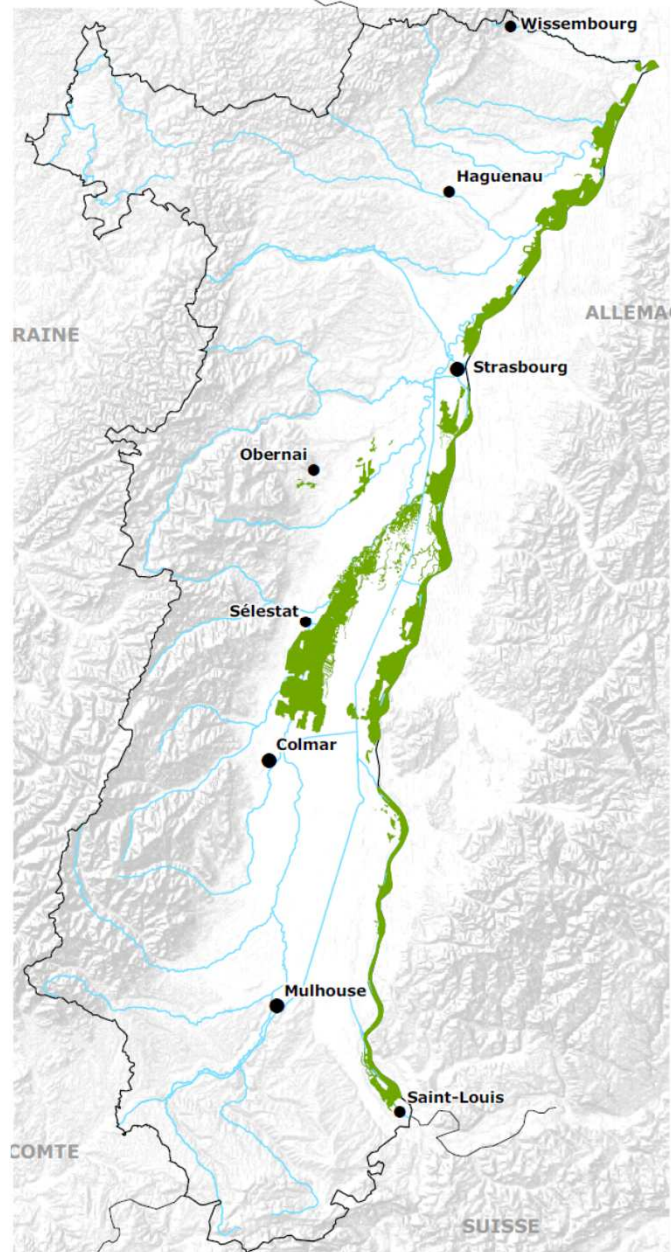 Wissembourg
Haguenau
ALLEMAG
RAINE
Strasbourg
Obernai
Sélestat
Colmar
Mulhouse
Saint-Louis
COMTE
SUISSE